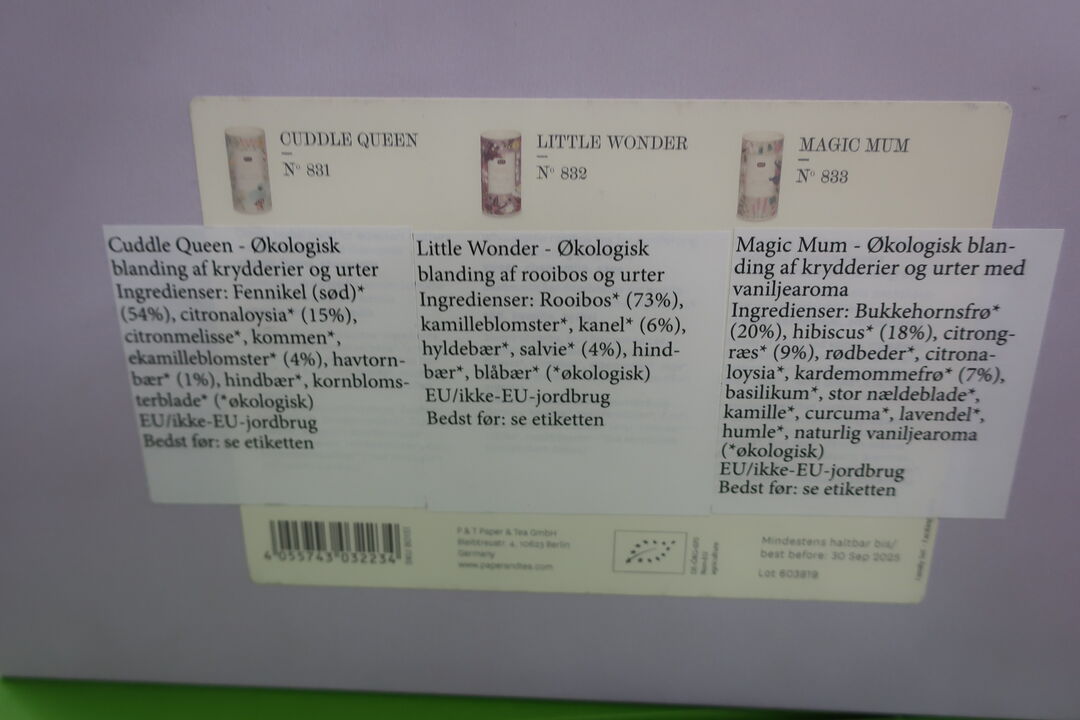 CUDDLE QUEEN
Nº 831
LITTLE WONDER
Nº 832
MAGIC MUM
Nº 833
Cuddle Queen - Økologisk
blanding af krydderier og urter
Ingredienser: Fennikel (sød)*
(54%), citronaloysia* (15%),
citronmelisse*, kommen*,
ekamilleblomster* (4%), havtorn-
bær* (1%), hindbær*, kornbloms-
terblade* (*økologisk)
EU/ikke-EU-jordbrug
Bedst før: se etiketten
Little Wonder - Økologisk
blanding af rooibos og urter
Ingredienser: Rooibos* (73%),
kamilleblomster*, kanel* (6%),
hyldebær*, salvie* (4%), hind-
bær*, blåbær* (*økologisk)
EU/ikke-EU-jordbrug
Bedst før: se etiketten
Magic Mum - Økologisk blan-
ding af krydderier og urter med
vaniljearoma
Ingredienser: Bukkehornsfrø*
(20%), hibiscus* (18%), citrong-
ræs* (9%), rødbeder*, citrona-
loysia*, kardemommefrø* (7%),
basilikum*, stor nældeblade*,
kamille*, curcuma*, lavendel*,
humle*, naturlig vaniljearoma
(*økologisk)
EU/ikke-EU-jordbrug
Bedst før: se etiketten
4 055743 032234
P & T Paper & Tea GmbH
Bleibtreustr. 4, 10623 Berlin
Germany
www.paperandtea.com
Mindestens haltbar bis/
best before: 30 Sep 2025
Lot 603819